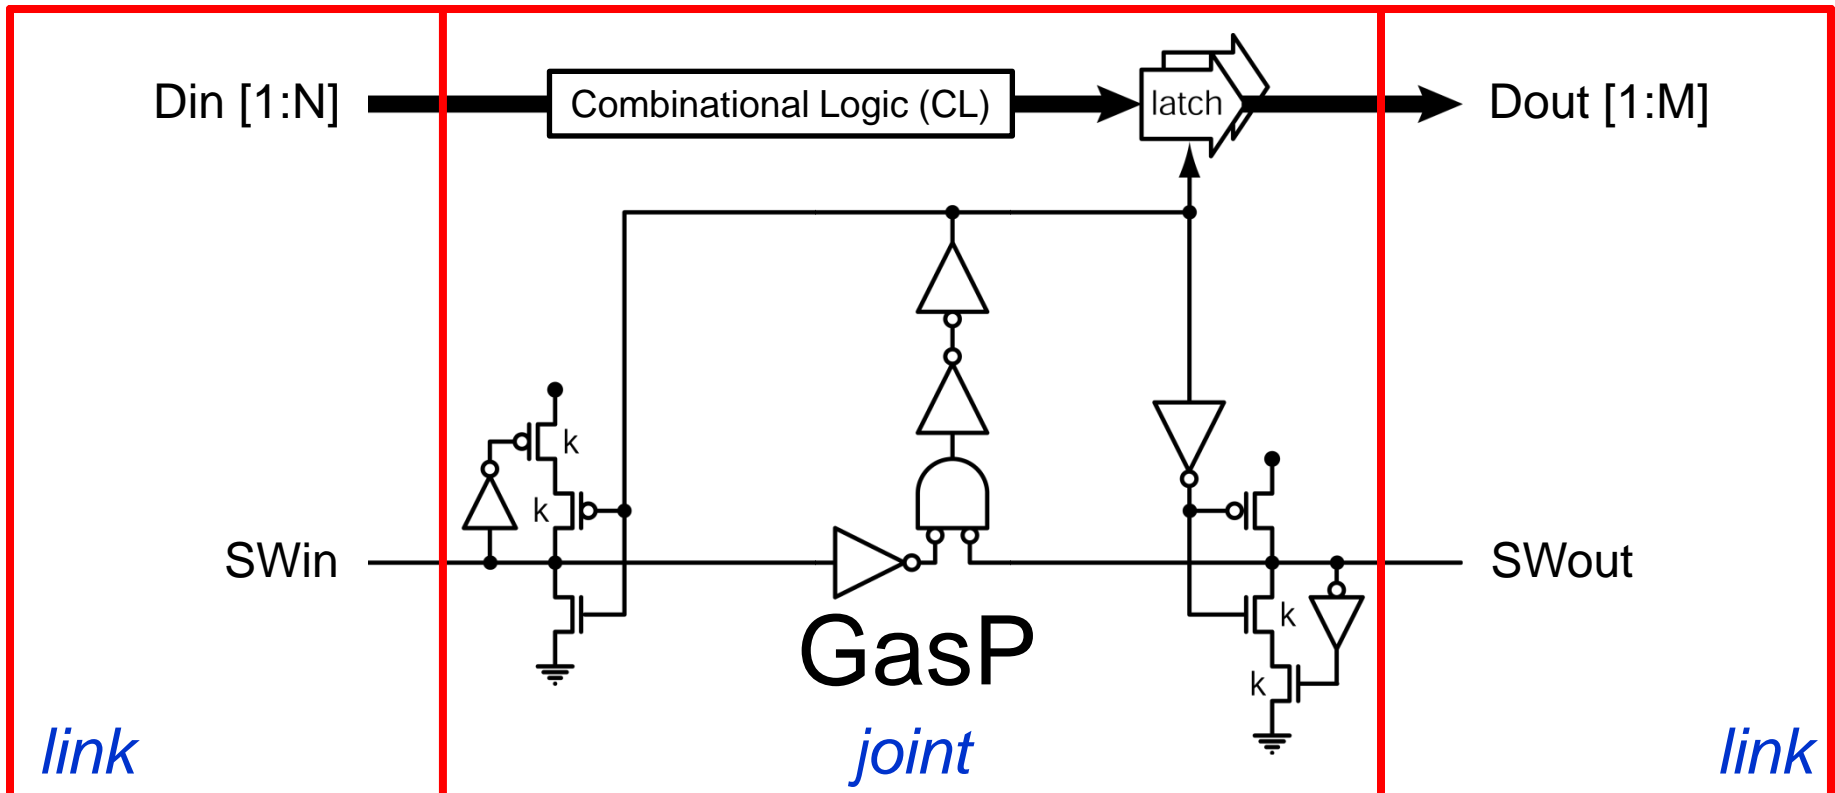 Din [1:N]
Combinational Logic (CL)
latch
Dout [1:M]
k
k
SWin
SWout
k
GasP
k
link
joint
link